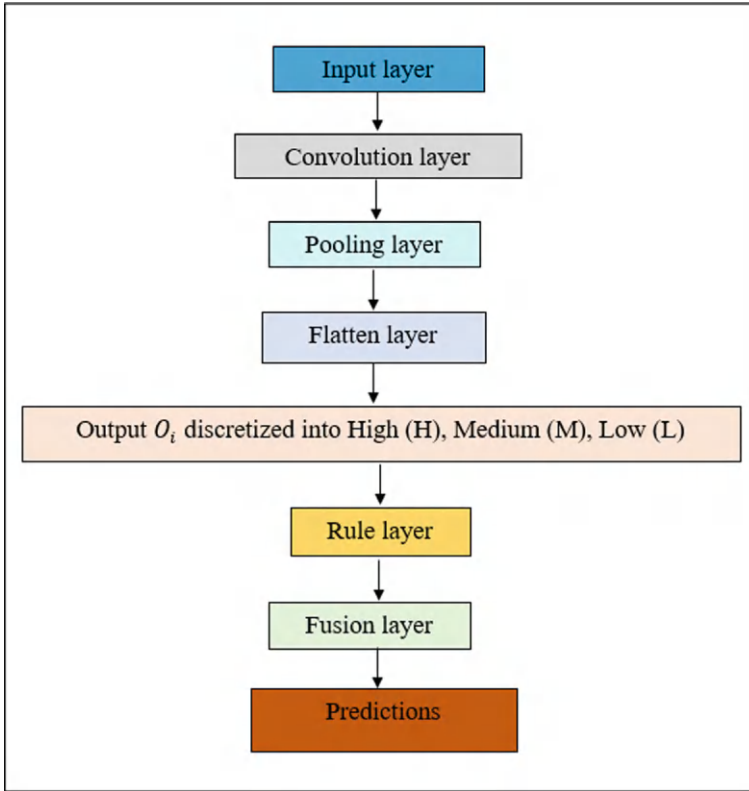 Input layer
Convolution layer
Pooling layer
Flatten layer
Output O_i discretized into High (H), Medium (M), Low (L)
Rule layer
Fusion layer
Predictions